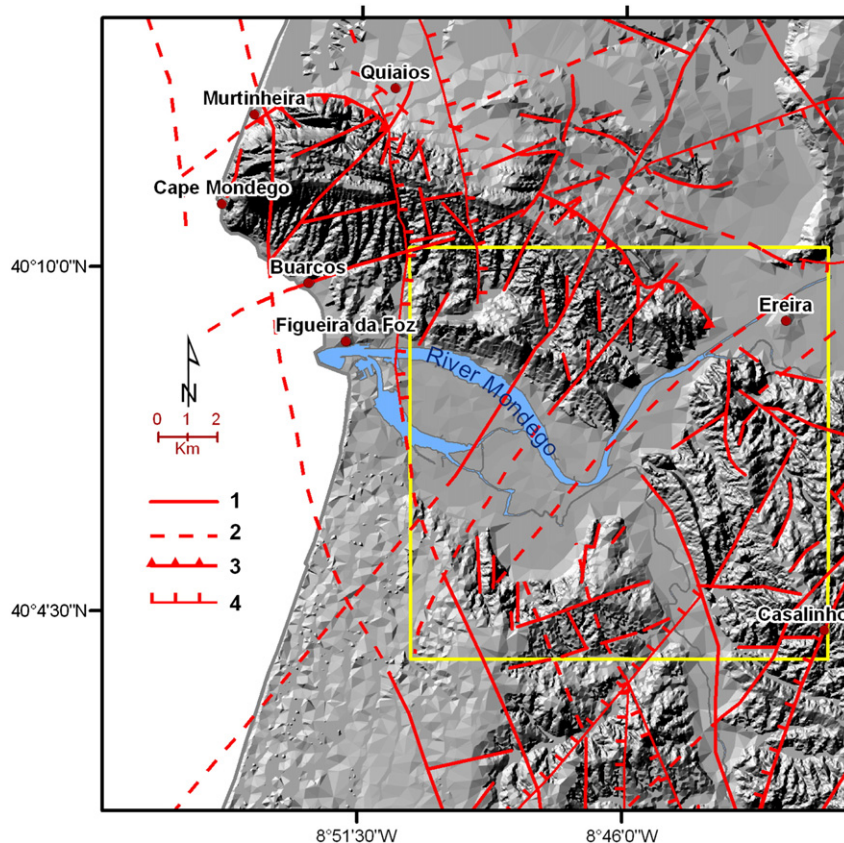 Quiaios
Murtinheira
Cape Mondego
40°10'0"N
Buarcos
Ereira
Figueira da Foz
River Mondego
N
0 1 2
Km
1
2
3
4
40°4'30"N
Casalinho
8°51'30"W
8°46'0"W